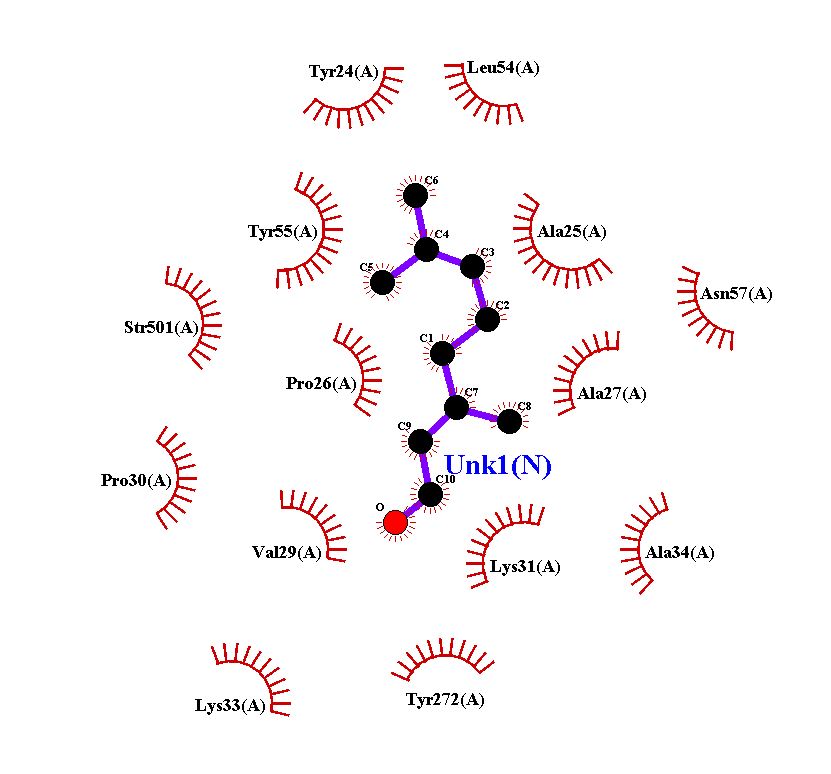 Tyr24(A)
Leu54(A)
C6
Tyr55(A)
C4
Ala25(A)
C5
C3
Asn57(A)
Str501(A)
C2
C1
Pro26(A)
C7
Ala27(A)
C8
C9
Unk1(N)
Pro30(A)
C10
O
Val29(A)
Lys31(A)
Ala34(A)
Lys33(A)
Tyr272(A)